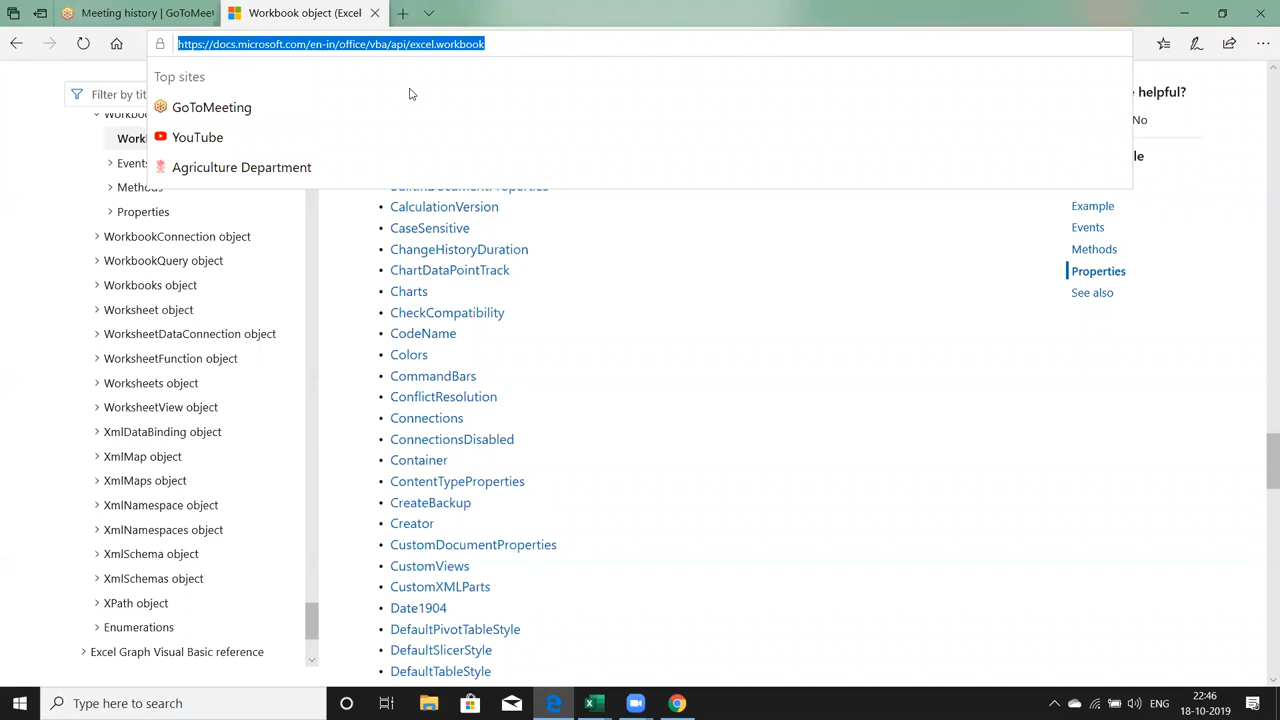 Meeting history | GoToMeeti
Workbook object (Excel
https://docs.microsoft.com/en-in/office/vba/api/excel.workbook
Top sites
GoToMeeting
YouTube
Agriculture Department
Filter by tit
Work
Events
Methods
Properties
WorkbookConnection object
WorkbookQuery object
Workbooks object
Worksheet object
WorksheetDataConnection object
WorksheetFunction object
Worksheets object
WorksheetView object
XmlDataBinding object
XmlMap object
XmlMaps object
XmlNamespace object
XmlNamespaces object
XmlSchema object
XmlSchemas object
XPath object
Enumerations
Excel Graph Visual Basic reference
CalculationVersion
CaseSensitive
ChangeHistoryDuration
ChartDataPointTrack
Charts
CheckCompatibility
CodeName
Colors
CommandBars
ConflictResolution
Connections
ConnectionsDisabled
Container
ContentTypeProperties
CreateBackup
Creator
CustomDocumentProperties
CustomViews
CustomXMLParts
Date1904
DefaultPivotTableStyle
DefaultSlicerStyle
DefaultTableStyle
e helpful?
No
le
Example
Events
Methods
Properties
See also
Type here to search
ENG
22:46
18-10-2019